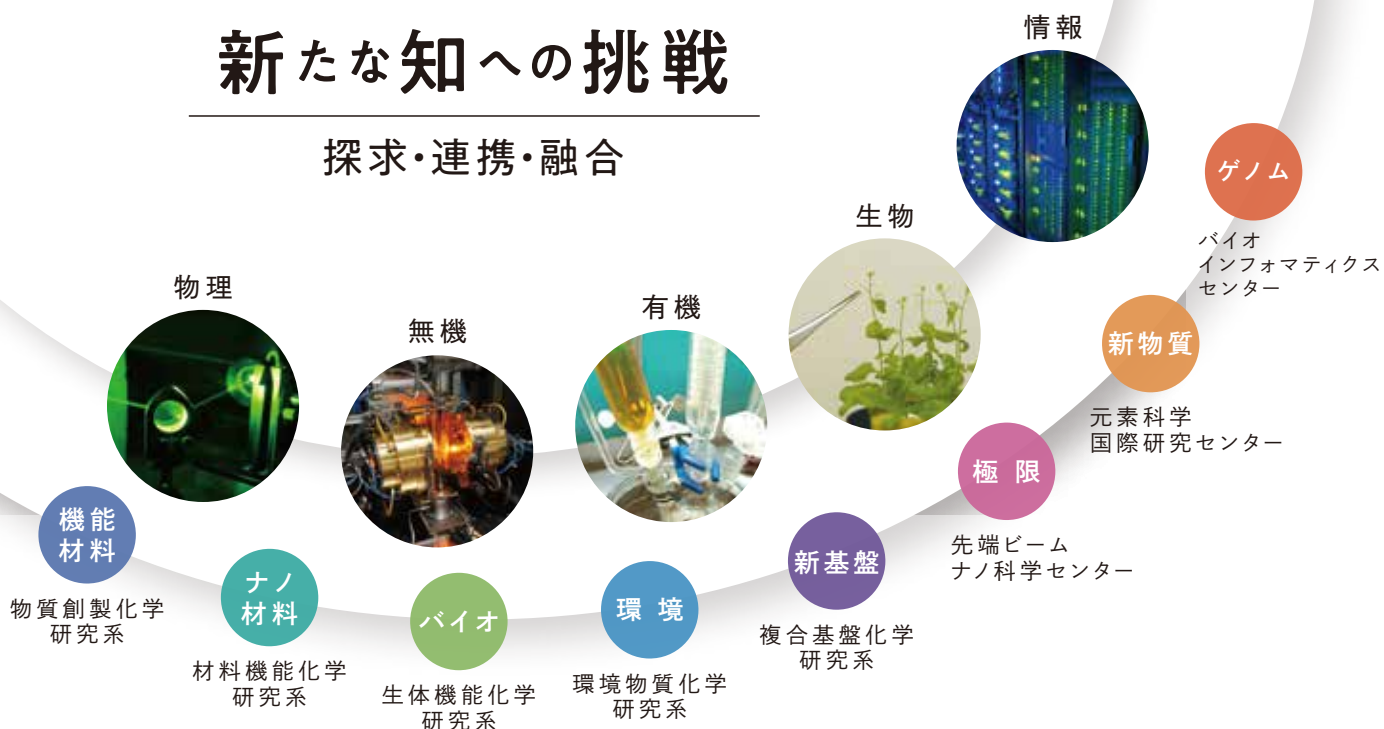 新たな知への挑戦
探求・連携・融合
物理
無機
有機
生物
情報
機能
材料
物質創製化学
研究系
ナノ
材料
材料機能化学
研究系
バイオ
生体機能化学
研究系
環境
環境物質化学
研究系
新基盤
複合基盤化学
研究系
極限
先端ビーム
ナノ科学センター
新物質
元素科学
国際研究センター
ゲノム
バイオ
インフォマティクス
センター